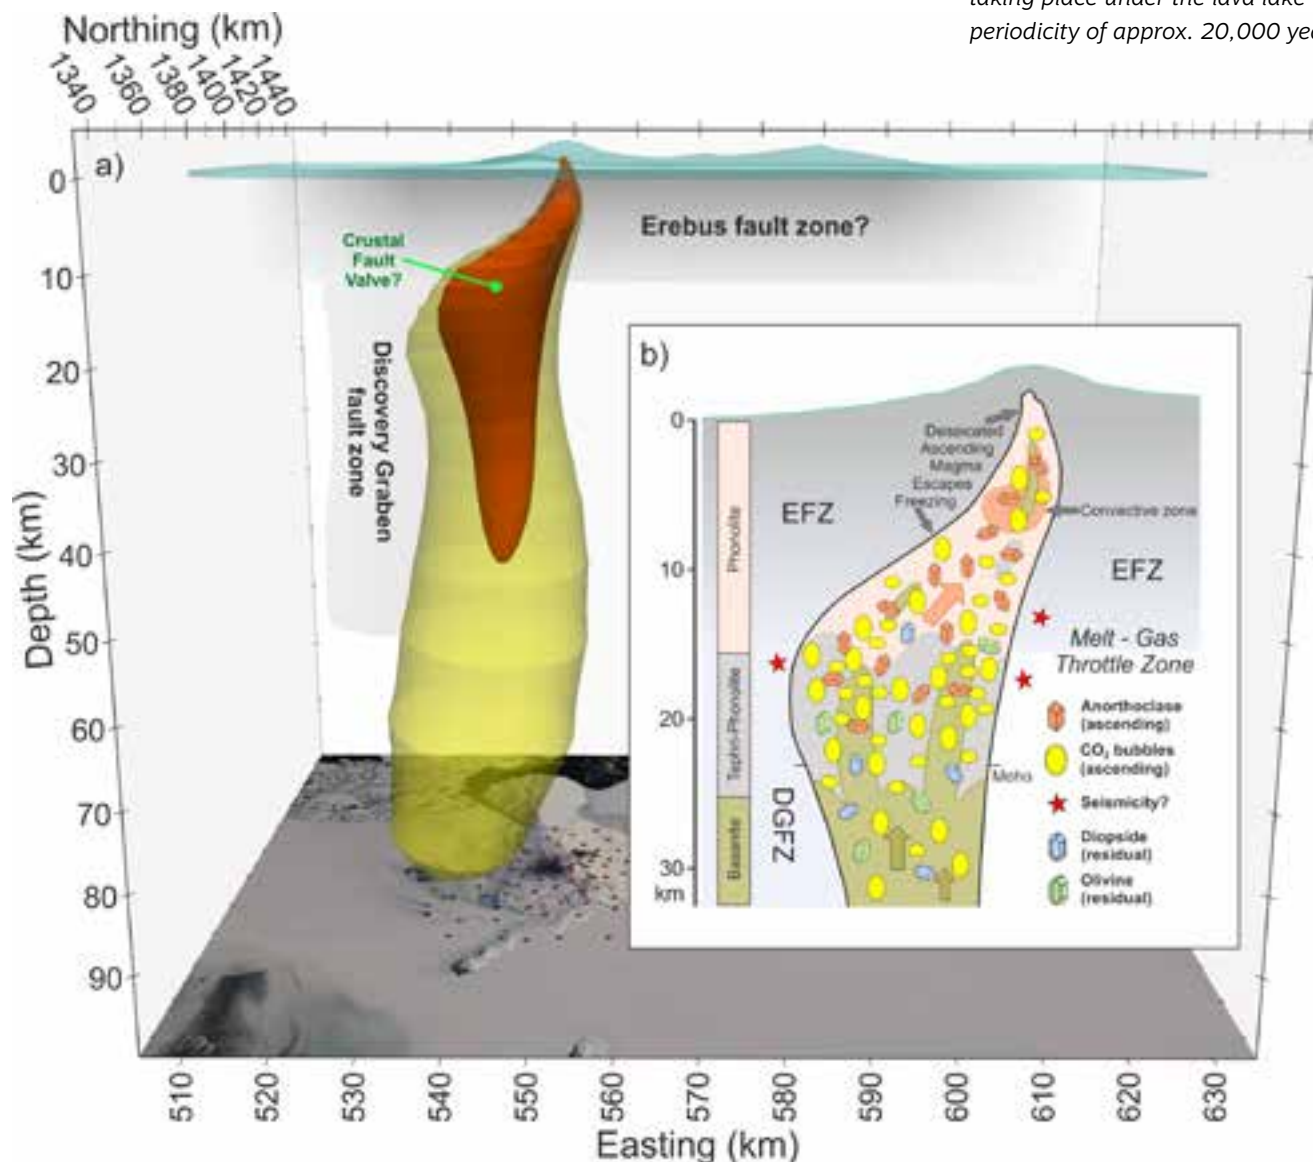 taking place under the lava lake
periodicity of approx. 20,000
Northing (km)
1340
1360
1380
1400
1420
1440
a)
0
10
20
30
40
50
60
70
80
90
Depth (km)
Crustal
Fault
Valve?
Erebus fault zone?
Discovery Graben
fault zone
b)
0
10
20
30
km
Phonolite
Tephri-Phonolite
Basanite
Desiccated
Ascending
Magma
Escapes
Freezing
EFZ
Convective zone
EFZ
Melt - Gas
Throttle Zone
Anorthoclase
(ascending)
CO₂ bubbles
(ascending)
Moho
Seismicity?
DGFZ
Diopside
(residual)
Olivine
(residual)
510
520
530
540
550
560
570
580
590
600
610
620
630
Easting (km)